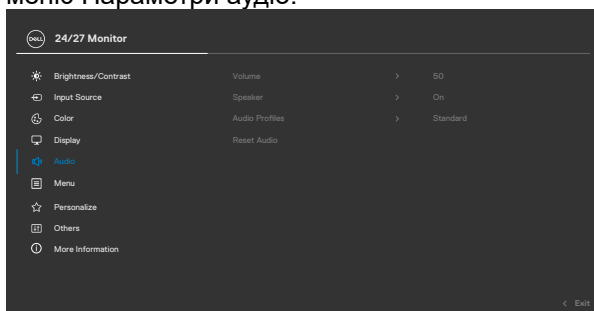 меню Параметри аудіо.
DELL 24/27 Monitor
Brightness/Contrast Volume > 50
Input Source Speaker > On
Color Audio Profiles > Standard
Display Reset Audio
Audio
Menu
Personalize
Others
More Information
< Exit